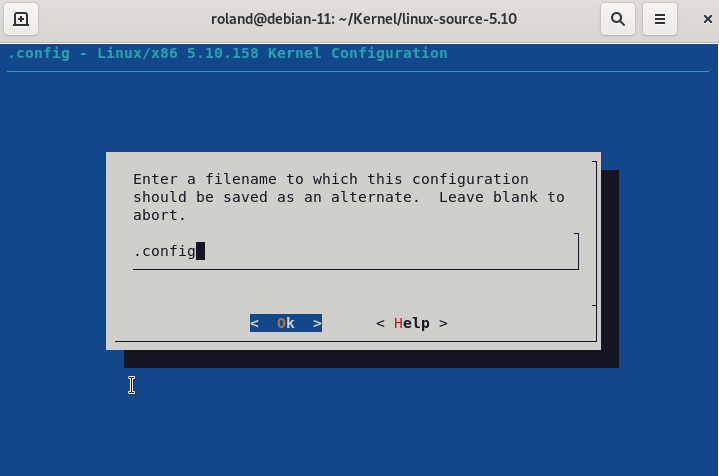 roland@debian-11: ~/Kernel/linux-source-5.10
.config - Linux/x86 5.10.158 Kernel Configuration
Enter a filename to which this configuration
should be saved as an alternate.  Leave blank to
abort.
.config
<  Ok  > < Help >